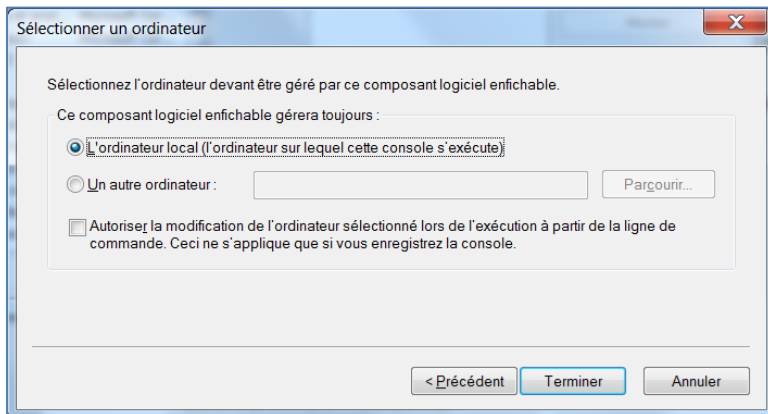 Sélectionner un ordinateur
Sélectionnez l'ordinateur devant être géré par ce composant logiciel enfichable.
Ce composant logiciel enfichable gérera toujours :
L'ordinateur local (l'ordinateur sur lequel cette console s'exécute)
Un autre ordinateur :
Parcourir...
Autoriser la modification de l'ordinateur sélectionné lors de l'exécution à partir de la ligne de
commande. Ceci ne s'applique que si vous enregistrez la console.
< Précédent
Terminer
Annuler